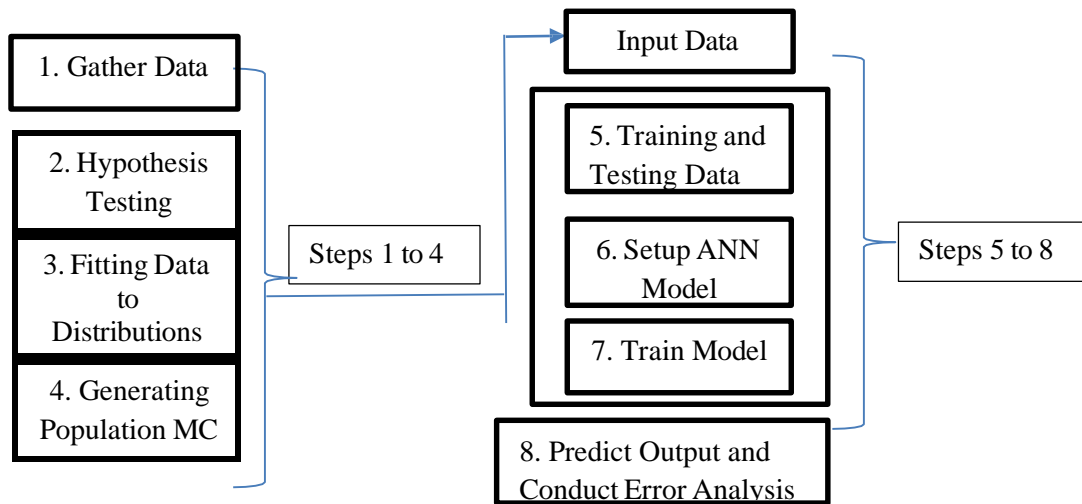 1. Gather Data
2. Hypothesis
Testing
3. Fitting Data
to
Distributions
4. Generating
Population MC
Steps 1 to 4
Input Data
5. Training and
Testing Data
6. Setup ANN
Model
7. Train Model
8. Predict Output and
Conduct Error Analysis
Steps 5 to 8